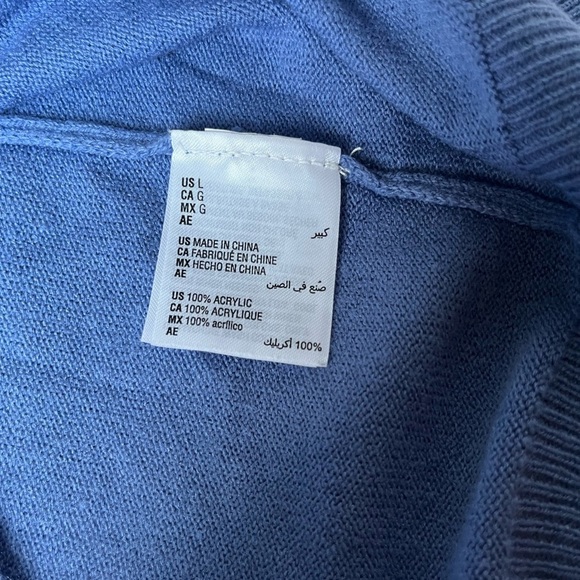 US L
CA G
MX G
AE كبير
US MADE IN CHINA
CA FABRIQUÉ EN CHINE
MX HECHO EN CHINA
AE صُنع في الصين
US 100% ACRYLIC
CA 100% ACRYLIQUE
MX 100% acrílico
AE 100% أكريليك